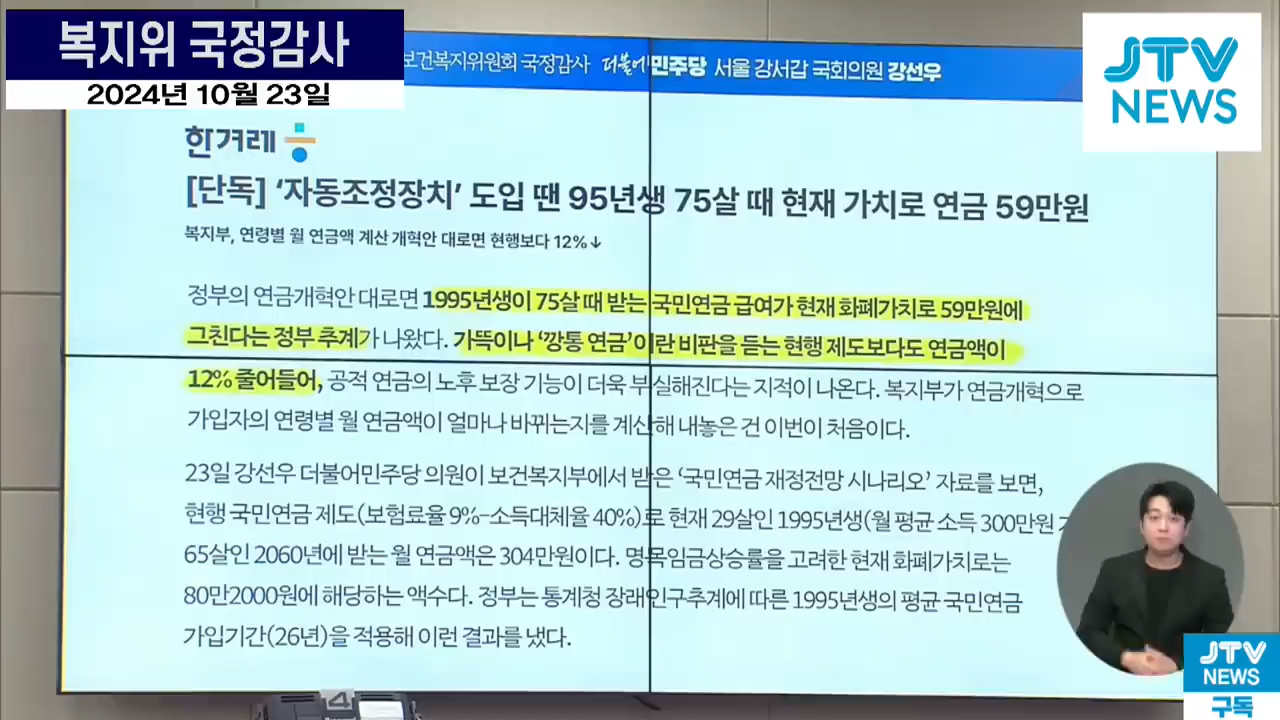 복지위 국정감사
2024년 10월 23일
보건복지위원회 국정감사 더불어민주당 서울 강서갑 국회의원 강선우
JTV
NEWS
한겨레
[단독] ‘자동조정장치’ 도입 땐 95년생 75살 때 현재 가치로 연금 59만원
복지부, 연령별 월 연금액 계산 개혁안 대로면 현행보다 12%↓
정부의 연금개혁안 대로면 1995년생이 75살 때 받는 국민연금 급여가 현재 화폐가치로 59만원에
그친다는 정부 추계가 나왔다. 가뜩이나 ‘깡통 연금’이란 비판을 듣는 현행 제도보다도 연금액이
12% 줄어들어, 공적 연금의 노후 보장 기능이 더욱 부실해진다는 지적이 나온다. 복지부가 연금개혁으로
가입자의 연령별 월 연금액이 얼마나 바뀌는지를 계산해 내놓은 건 이번이 처음이다.
23일 강선우 더불어민주당 의원이 보건복지부에서 받은 ‘국민연금 재정전망 시나리오’ 자료를 보면,
현행 국민연금 제도(보험료율 9%-소득대체율 40%)로 현재 29살인 1995년생(월 평균 소득 300만원
65살인 2060년에 받는 월 연금액은 304만원이다. 명목임금상승률을 고려한 현재 화폐가치로는
80만2000원에 해당하는 액수다. 정부는 통계청 장래인구추계에 따른 1995년생의 평균 국민연금
가입기간(26년)을 적용해 이런 결과를 냈다.
4
JTV
NEWS
구독